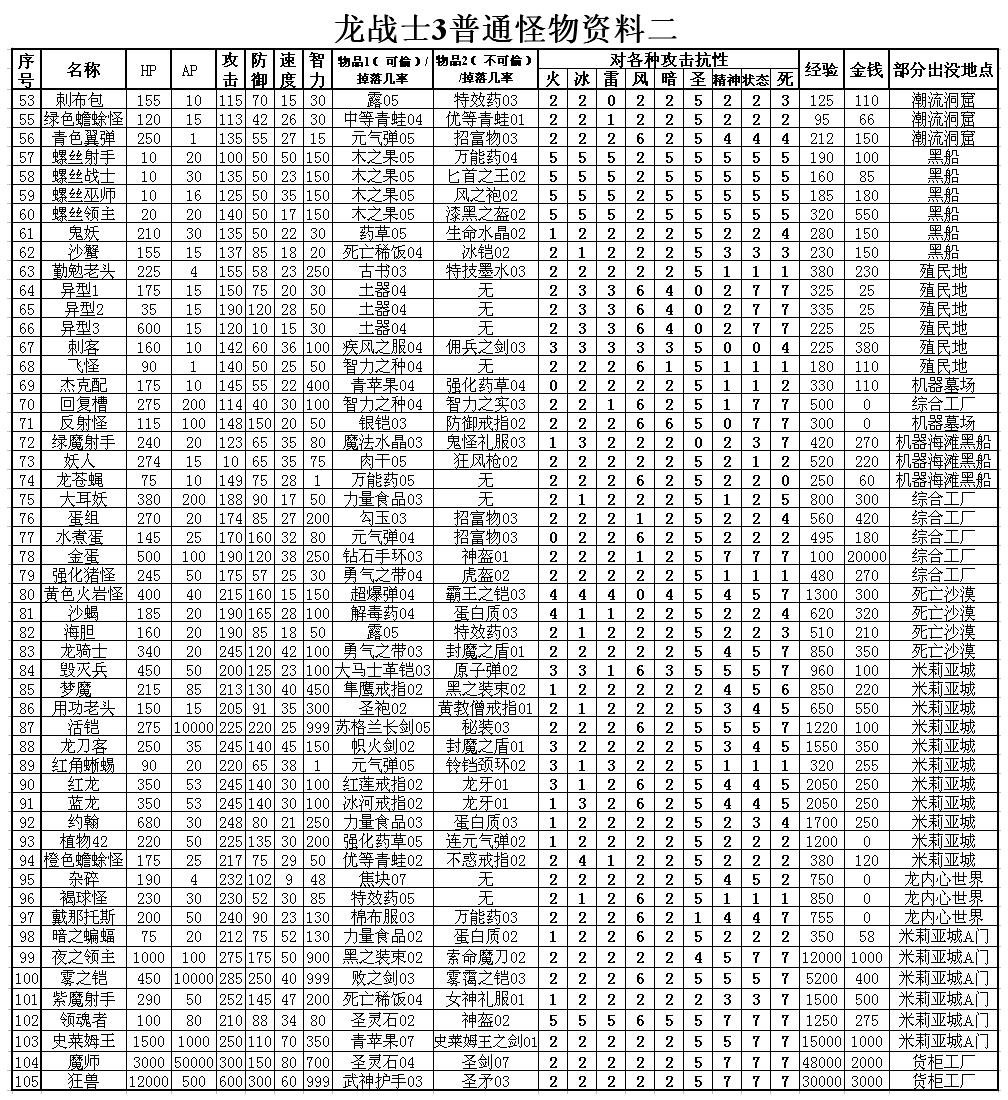 龙战士3普通怪物资料二
序号 名称 HP AP 攻击 防御 速度 智力 物品1(可偷)/掉落几率 物品2(不可偷)/掉落几率 对各种攻击抗性 经验 金钱 部分出没地点
火 冰 雷 风 暗 圣 精神 状态 死
53 刺布包 155 10 115 70 15 30 露05 特效药03 2 2 0 2 2 5 2 2 3 125 110 潮流洞窟
55 绿色蟾蜍怪 120 15 113 42 26 30 中等青蛙04 优等青蛙01 2 2 1 2 2 5 2 2 2 95 66 潮流洞窟
56 青色翼弹 250 1 135 55 27 15 元气弹05 招富物03 2 2 2 6 2 5 4 4 4 212 150 潮流洞窟
57 螺丝射手 10 20 100 50 50 150 木之果05 万能药04 5 5 5 2 5 5 5 5 5 190 100 黑船
58 螺丝战士 10 30 135 50 23 150 木之果05 匕首之王02 5 5 5 2 5 5 5 5 5 160 85 黑船
59 螺丝巫师 10 16 125 50 35 150 木之果05 风之袍02 5 5 5 2 5 5 5 5 5 185 180 黑船
60 螺丝领主 20 20 140 50 17 150 木之果05 漆黑之盔02 5 5 5 2 5 5 5 5 5 320 550 黑船
61 鬼妖 210 30 135 50 22 30 药草05 生命水晶02 1 2 2 2 2 5 2 2 4 280 150 黑船
62 沙蟹 155 15 137 85 18 20 死亡稀饭04 冰铠02 2 1 2 2 2 5 3 3 3 230 150 黑船
63 勤勉老头 225 4 155 58 23 250 古书03 特技墨水03 2 2 2 2 2 5 1 1 1 380 230 殖民地
64 异型1 175 15 150 75 20 30 土器04 无 2 3 3 6 4 0 2 7 7 325 25 殖民地
65 异型2 35 15 190 120 28 50 土器04 无 2 3 3 6 4 0 2 7 7 335 25 殖民地
66 异型3 600 15 120 10 15 30 土器04 无 2 3 3 6 4 0 2 7 7 225 25 殖民地
67 刺客 160 10 142 60 36 100 疾风之服04 佣兵之剑03 3 3 3 3 3 5 0 0 4 225 380 殖民地
68 飞怪 90 1 140 50 25 50 智力之种04 无 2 2 2 6 1 5 1 1 1 180 110 殖民地
69 杰克配 175 10 145 55 22 400 青苹果04 强化药草04 0 2 2 2 2 5 1 1 2 330 110 机器墓场
70 回复槽 275 200 114 40 30 100 智力之种04 智力之实03 2 2 1 6 2 5 1 7 7 500 0 综合工厂
71 反射怪 115 100 148 150 20 50 银铠03 防御戒指02 2 2 2 6 6 5 0 7 7 300 0 机器墓场
72 绿魔射手 240 20 123 65 35 80 魔法水晶03 鬼怪礼服03 1 3 2 2 2 0 2 3 7 420 270 机器海滩黑船
73 妖人 274 15 10 65 35 75 肉干05 狂风枪02 2 2 2 2 2 5 2 1 2 520 220 机器海滩黑船
74 龙苍蝇 75 10 149 75 28 1 万能药05 无 2 2 2 6 2 5 2 2 0 250 60 机器海滩黑船
75 大耳妖 380 200 188 90 17 50 力量食品03 无 2 1 2 2 2 5 1 2 5 800 300 综合工厂
76 蛋组 270 20 174 85 27 200 勾玉03 招富物03 2 2 2 1 2 5 2 2 4 560 420 综合工厂
77 水煮蛋 145 25 170 160 32 80 元气弹04 招富物03 0 2 2 6 2 5 2 2 2 495 180 综合工厂
78 金蛋 500 100 190 120 38 250 钻石手环03 神盔01 2 2 2 1 2 5 7 7 7 100 20000 综合工厂
79 强化猪怪 245 50 175 57 25 30 勇气之带04 虎盔02 2 2 2 2 2 5 1 1 1 480 270 综合工厂
80 黄色火岩怪 400 40 215 160 15 150 超爆弹04 霸王之铠03 4 4 4 0 4 5 4 5 7 1300 300 死亡沙漠
81 沙蝎 185 20 190 165 28 100 解毒药04 蛋白质03 4 1 1 2 2 5 2 2 4 620 320 死亡沙漠
82 海胆 160 20 190 85 18 50 露05 特效药03 2 1 2 2 2 5 2 2 3 510 210 死亡沙漠
83 龙骑士 340 20 245 120 42 100 勇气之带03 魔龙之盾01 2 2 2 2 2 5 4 5 7 850 350 死亡沙漠
84 毁灭兵 450 50 200 125 23 100 大马士革铠03 原子弹02 3 3 1 6 3 5 5 5 7 960 100 米莉亚城
85 梦魔 215 85 213 130 40 450 隼鹰戒指02 黑之装束02 1 2 2 2 2 2 4 5 6 850 220 米莉亚城
86 用功老头 150 15 205 91 35 300 圣袍02 黄教僧戒指01 2 1 2 2 2 5 3 4 5 650 550 米莉亚城
87 活铠 275 10000 225 220 25 999 苏格兰长剑05 秘装03 2 2 2 6 2 5 5 5 7 1220 100 米莉亚城
88 龙刀客 250 35 245 140 45 150 帜火剑02 封魔之盾01 3 2 2 2 2 5 3 4 5 1550 350 米莉亚城
89 红角蜥蜴 90 20 220 65 38 1 元气弹05 铃铛颈环02 3 1 3 2 2 5 1 1 1 320 255 米莉亚城
90 红龙 350 53 245 140 30 100 红莲戒指02 龙牙01 3 1 2 6 2 5 4 4 5 2050 250 米莉亚城
91 蓝龙 350 53 245 140 30 100 冰河戒指02 龙牙01 1 3 2 6 2 5 4 4 5 2050 250 米莉亚城
92 约翰 680 30 248 80 21 250 力量食品03 蛋白质03 1 2 2 2 2 5 2 3 4 1700 250 米莉亚城
93 植物42 220 50 225 135 30 200 强化药草05 连元气弹02 1 2 2 2 2 5 2 2 2 1200 0 米莉亚城
94 橙色蟾蜍怪 175 25 217 75 29 50 优等青蛙02 不惑戒指02 2 4 1 2 2 5 2 2 2 380 120 米莉亚城
95 杂碎 190 4 232 102 9 48 焦块07 无 2 2 2 2 2 5 4 5 2 750 0 龙内心世界
96 褐球怪 230 30 230 52 30 85 特效药05 无 2 1 2 6 2 5 1 1 1 850 0 龙内心世界
97 戴那托斯 200 50 240 90 23 130 棉布服03 万能药03 2 2 2 6 2 1 4 4 7 755 0 龙内心世界
98 暗之蝙蝠 75 20 212 75 52 130 力量食品02 蛋白质02 1 2 2 6 2 5 2 2 2 350 58 米莉亚城A门
99 夜之领主 1000 100 275 175 50 900 黑之装束02 索命魔刀02 2 2 2 2 2 4 5 7 7 12000 1000 米莉亚城A门
100 雾之铠 450 10000 285 250 40 999 败之剑03 雾霭之铠03 2 2 2 6 2 5 5 5 7 5200 400 米莉亚城A门
101 紫魔射手 290 50 252 145 47 200 死亡稀饭04 女神礼服01 1 2 2 2 2 2 3 3 7 1500 500 米莉亚城A门
102 领魂者 100 80 210 88 34 80 圣灵石02 神盔02 5 5 5 6 5 5 7 7 7 1250 275 米莉亚城A门
103 史莱姆王 1500 1000 250 110 70 350 青苹果07 史莱姆王之剑01 2 2 2 2 2 5 4 5 7 15000 1000 米莉亚城A门
104 魔师 3000 50000 300 150 80 700 圣灵石04 圣剑07 2 2 2 2 2 5 7 7 7 48000 2000 货柜工厂
105 狂兽 12000 500 600 300 60 999 武神护手03 圣矛03 2 2 2 2 2 5 7 7 7 30000 3000 货柜工厂